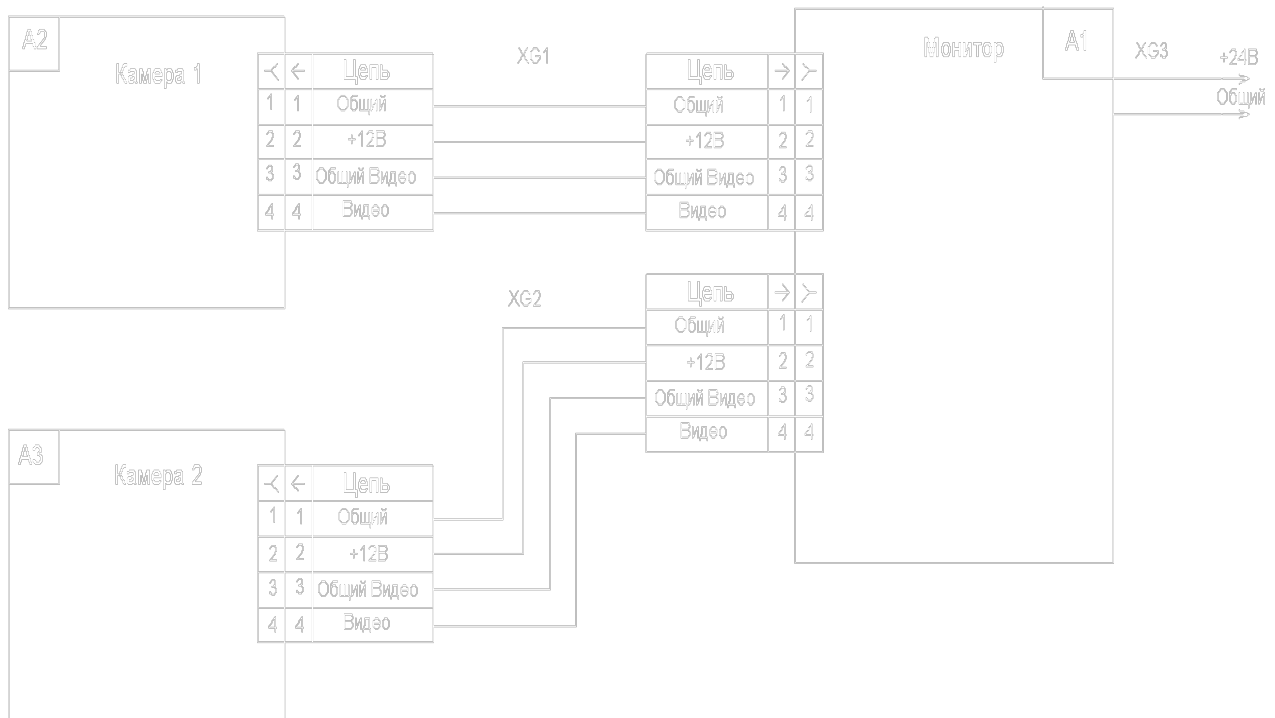 A2
Камера 1
Цепь
1 1 Общий
2 2 +12В
3 3 Общий Видео
4 4 Видео
XG1
Цепь
Общий 1 1
+12В 2 2
Общий Видео 3 3
Видео 4 4
Монитор
A1
XG3
+24В
Общий
XG2
Цепь
Общий 1 1
+12В 2 2
Общий Видео 3 3
Видео 4 4
A3
Камера 2
Цепь
1 1 Общий
2 2 +12В
3 3 Общий Видео
4 4 Видео